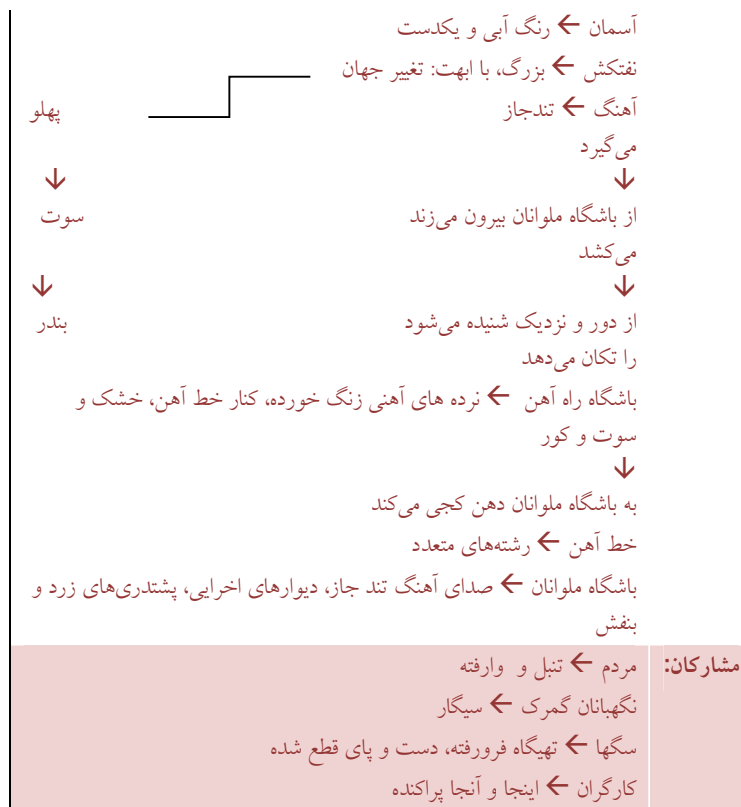 آسمان ← رنگ آبی و یکدست
نفتکش ← بزرگ، با ابهت: تغییر جهان
آهنگ ← تندجاز پهلو
می‌گیرد
↓ ↓
از باشگاه ملوانان بیرون می‌زند سوت
می‌کشد
↓ ↓
از دور و نزدیک شنیده می‌شود بندر
را تکان می‌دهد
باشگاه راه آهن ← نرده های آهنی زنگ خورده، کنار خط آهن، خشک و
سوت و کور
↓
به باشگاه ملوانان دهن کجی می‌کند
خط آهن ← رشته‌های متعدد
باشگاه ملوانان ← صدای آهنگ تند جاز، دیوارهای اخرایی، پشتدری‌های زرد و
بنفش
مشارکان: مردم ← تنبل و وارفته
نگهبانان گمرک ← سیگار
سگها ← تهیگاه فرورفته، دست و پای قطع شده
کارگران ← اینجا و آنجا پراکنده